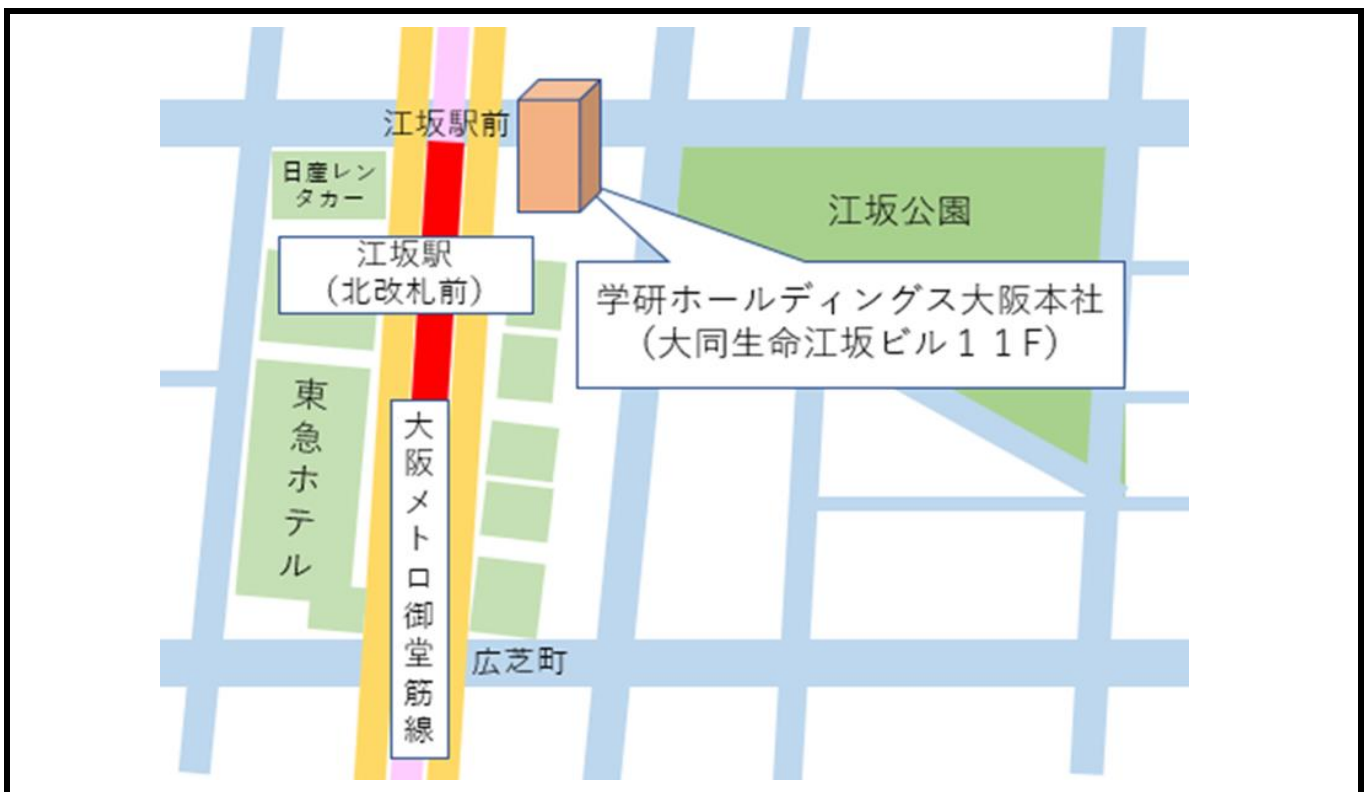 江坂駅前
日産レン
タカー
江坂公園
江坂駅
（北改札前）
学研ホールディングス大阪本社
（大同生命江坂ビル１１F）
東急ホテル
大阪メトロ御堂筋線
広芝町